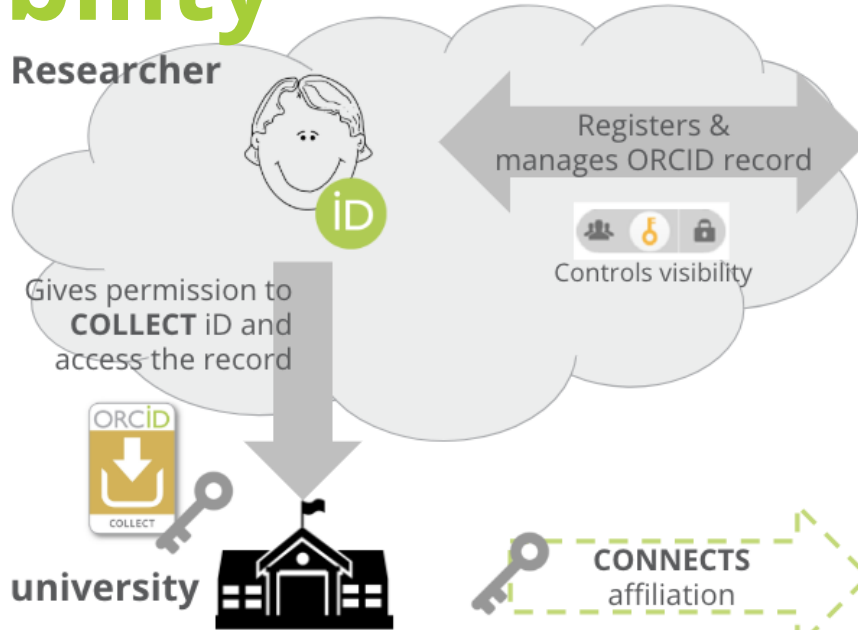 bility
Researcher
iD
Registers &
manages ORCID record
Controls visibility
Gives permission to
COLLECT iD and
access the record
ORCiD
COLLECT
university
CONNECTS
affiliation